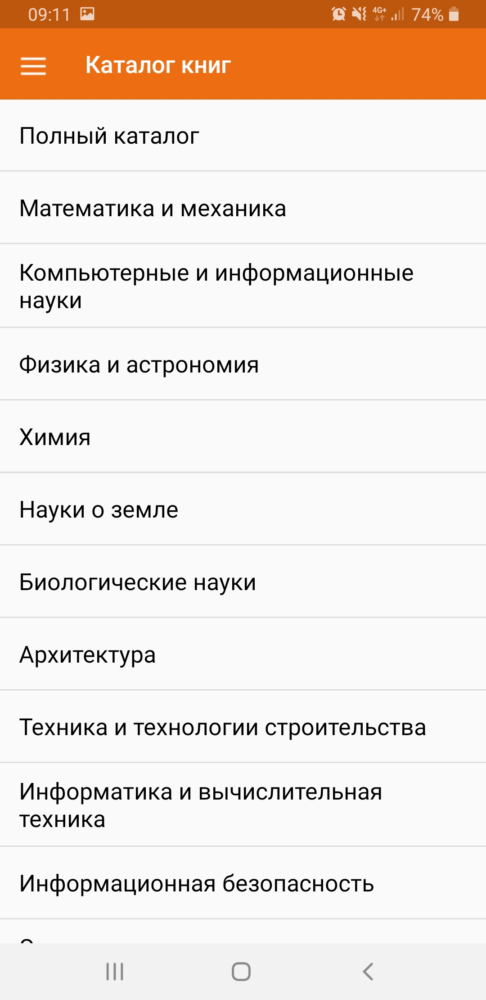 09:11
4G+ 74%
Каталог книг
Полный каталог
Математика и механика
Компьютерные и информационные
науки
Физика и астрономия
Химия
Науки о земле
Биологические науки
Архитектура
Техника и технологии строительства
Информатика и вычислительная
техника
Информационная безопасность